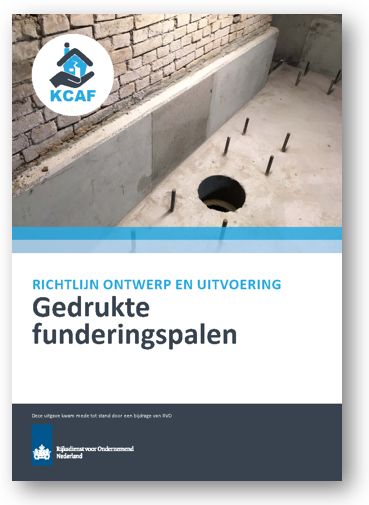 KCAF
RICHTLIJN ONTWERP EN UITVOERING
Gedrukte
funderingspalen
Deze uitgave kwam mede tot stand door een bijdrage van RVO
Rijksdienst voor Ondernemend
Nederland